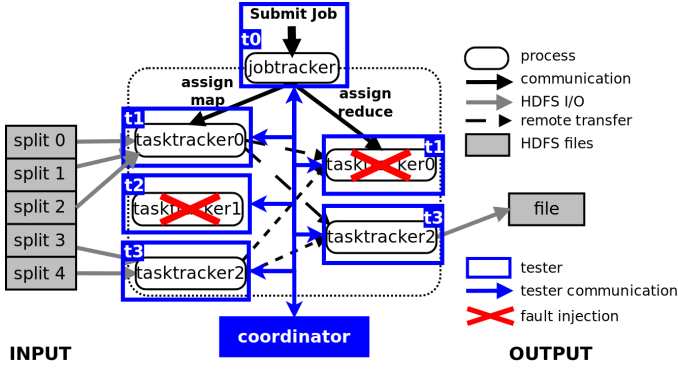 Submit Job
t0
jobtracker
assign
map
assign
reduce
t1
tasktracker0
t2
tasktracker1
t3
tasktracker2
t1
tasktracker0
t3
tasktracker2
split 0
split 1
split 2
split 3
split 4
file
coordinator
INPUT
OUTPUT
process
communication
HDFS I/O
remote transfer
HDFS files
tester
tester communication
fault injection